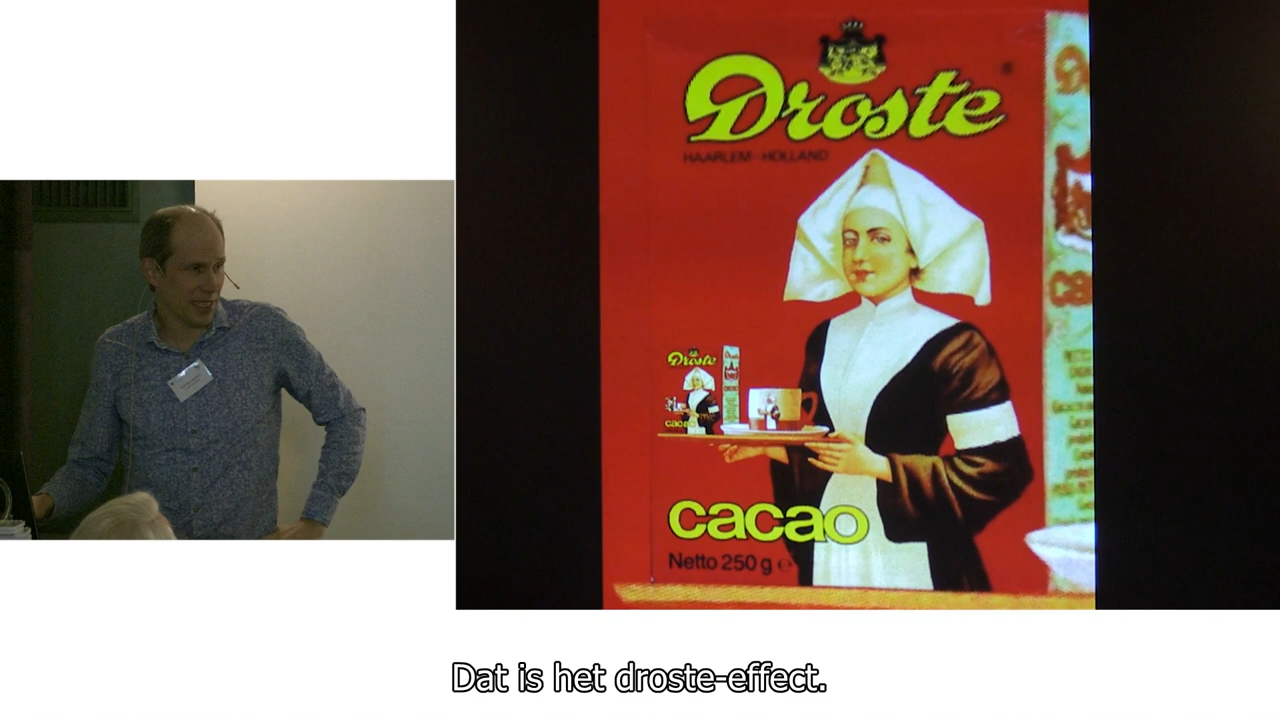 Droste
HAARLEM-HOLLAND
Droste
cacao
cacao
Netto 250 g ℮
Dat is het droste-effect.